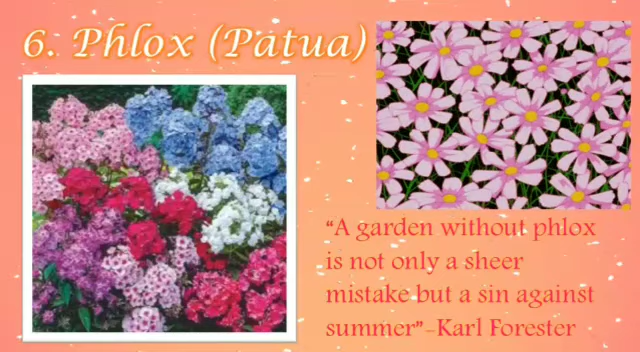 6. Phlox (Patua)
“A garden without phlox
is not only a sheer
mistake but a sin against
summer”-Karl Forester